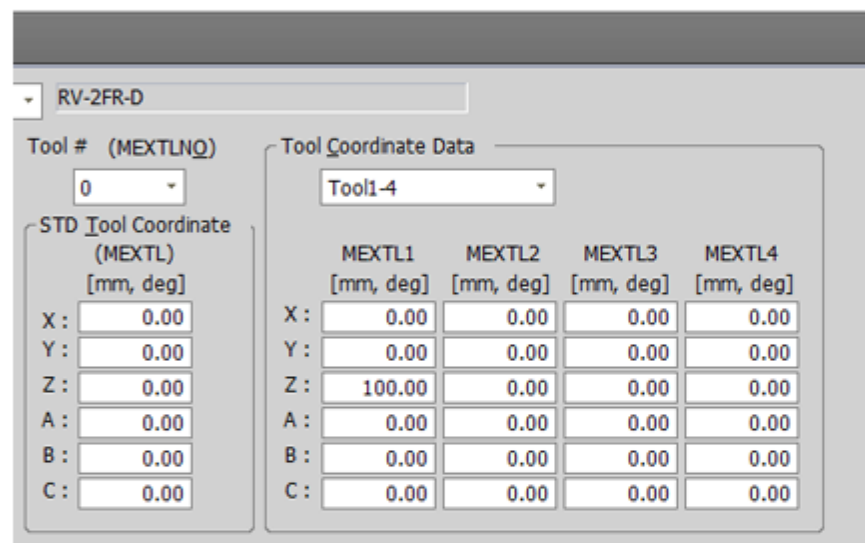 RV-2FR-D
Tool # (MEXTLNO) Tool Coordinate Data
0 Tool1-4
STD Tool Coordinate
(MEXTL) MEXTL1 MEXTL2 MEXTL3 MEXTL4
[mm, deg] [mm, deg] [mm, deg] [mm, deg] [mm, deg]
X : 0.00 X : 0.00 0.00 0.00 0.00
Y : 0.00 Y : 0.00 0.00 0.00 0.00
Z : 0.00 Z : 100.00 0.00 0.00 0.00
A : 0.00 A : 0.00 0.00 0.00 0.00
B : 0.00 B : 0.00 0.00 0.00 0.00
C : 0.00 C : 0.00 0.00 0.00 0.00